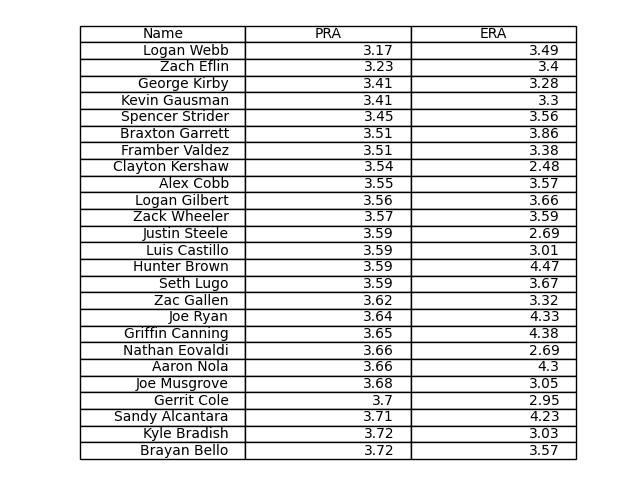 Name PRA ERA
Logan Webb 3.17 3.49
Zach Eflin 3.23 3.4
George Kirby 3.41 3.28
Kevin Gausman 3.41 3.3
Spencer Strider 3.45 3.56
Braxton Garrett 3.51 3.86
Framber Valdez 3.51 3.38
Clayton Kershaw 3.54 2.48
Alex Cobb 3.55 3.57
Logan Gilbert 3.56 3.66
Zack Wheeler 3.57 3.59
Justin Steele 3.59 2.69
Luis Castillo 3.59 3.01
Hunter Brown 3.59 4.47
Seth Lugo 3.59 3.67
Zac Gallen 3.62 3.32
Joe Ryan 3.64 4.33
Griffin Canning 3.65 4.38
Nathan Eovaldi 3.66 2.69
Aaron Nola 3.66 4.3
Joe Musgrove 3.68 3.05
Gerrit Cole 3.7 2.95
Sandy Alcantara 3.71 4.23
Kyle Bradish 3.72 3.03
Brayan Bello 3.72 3.57